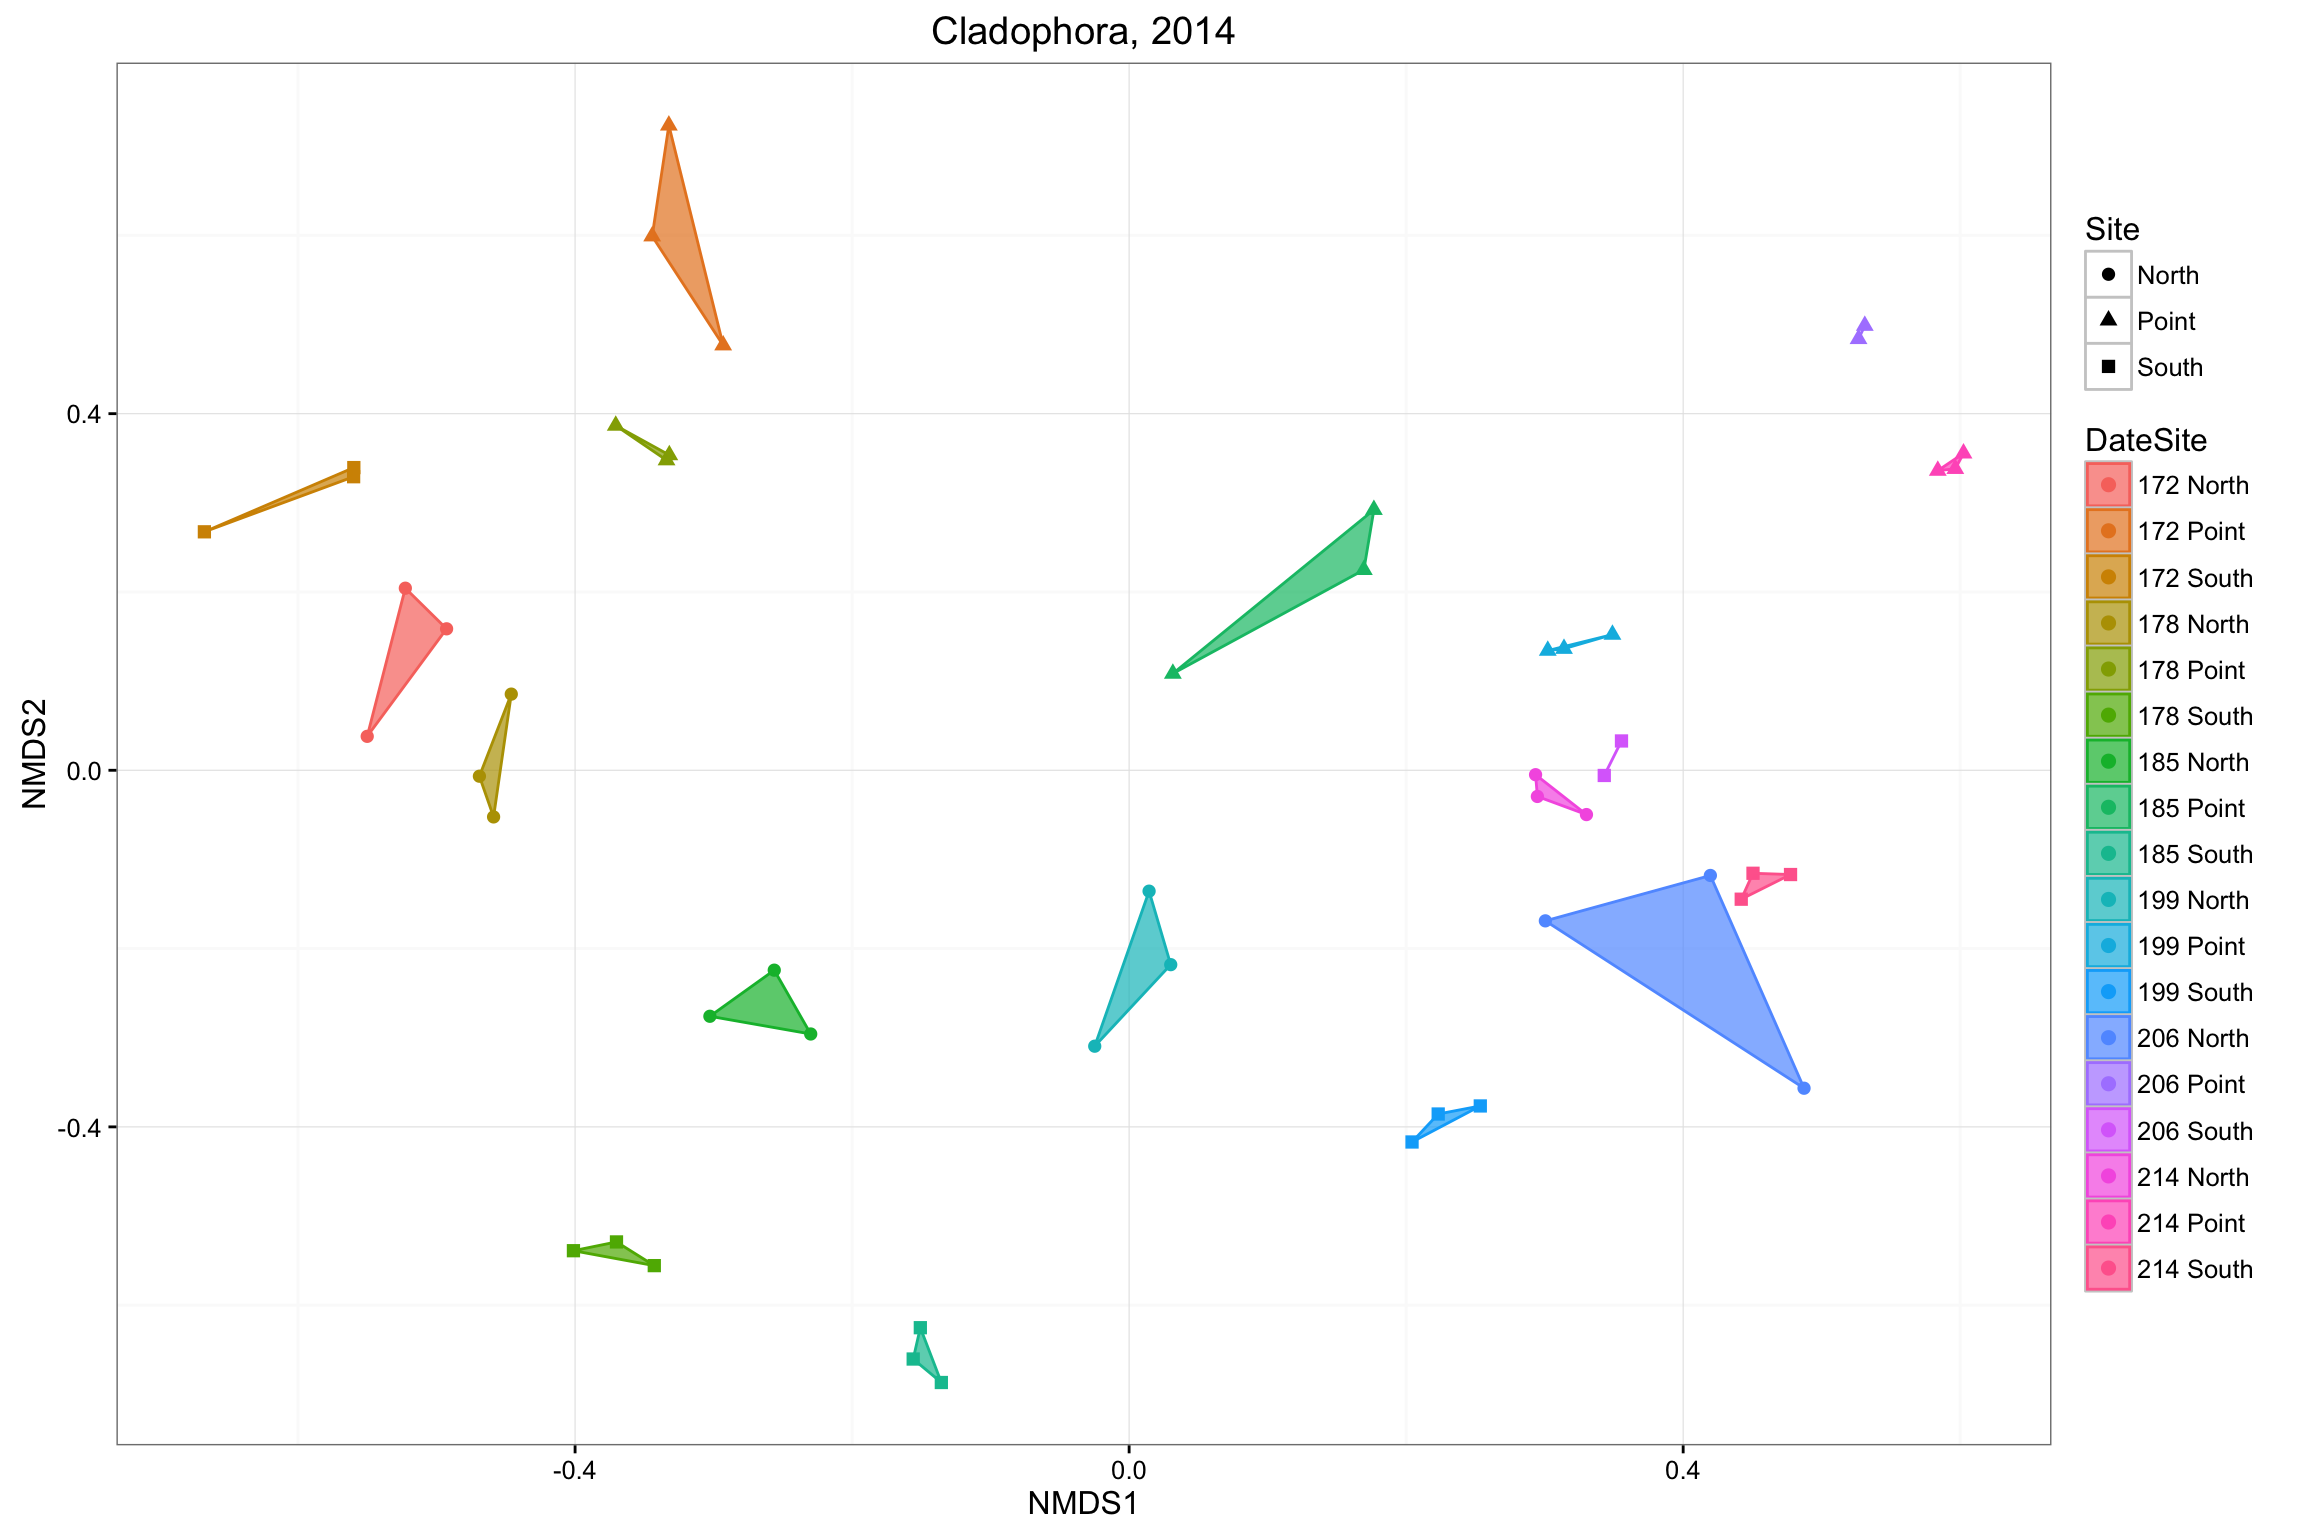 Cladophora, 2014
NMDS2
0.4
0.0
-0.4
-0.4
0.0
0.4
NMDS1
Site
North
Point
South
DateSite
172 North
172 Point
172 South
178 North
178 Point
178 South
185 North
185 Point
185 South
199 North
199 Point
199 South
206 North
206 Point
206 South
214 North
214 Point
214 South